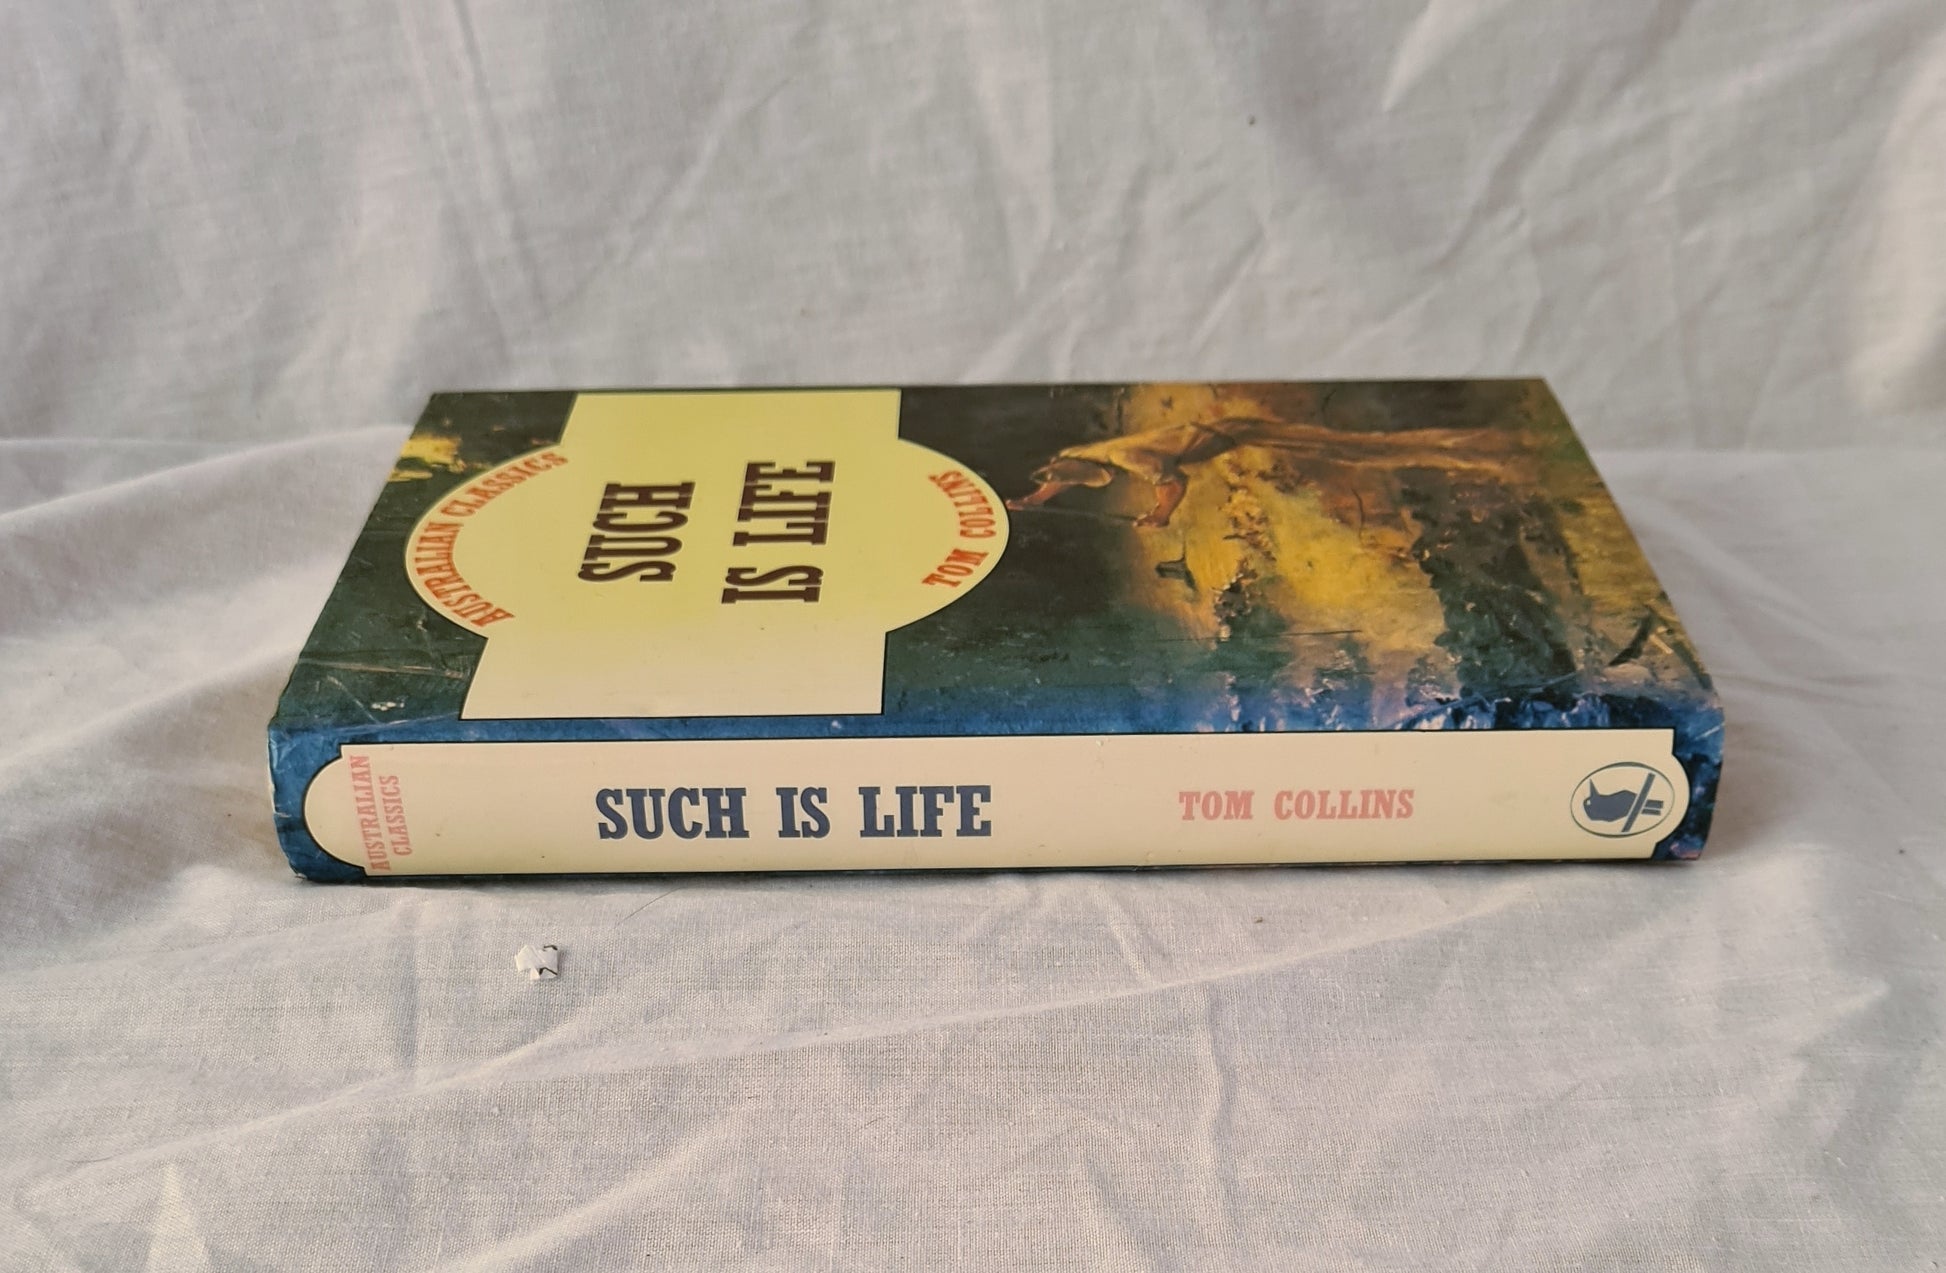 AUSTRALIAN CLASSICS
SUCH
IS LIFE
TOM COLLINS
AUSTRALIAN
CLASSICS
SUCH IS LIFE
TOM COLLINS